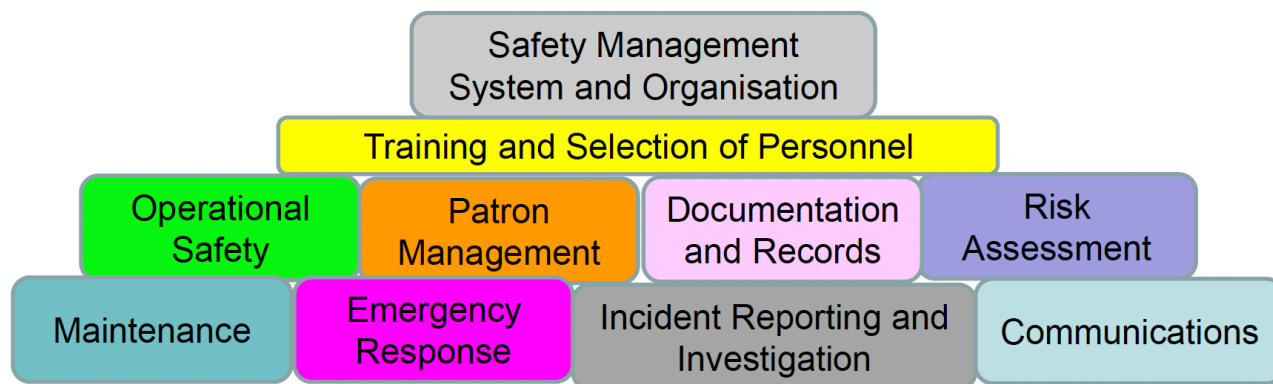 Safety Management
System and Organisation
Training and Selection of Personnel
Operational
Safety
Patron
Management
Documentation
and Records
Risk
Assessment
Maintenance
Emergency
Response
Incident Reporting and
Investigation
Communications